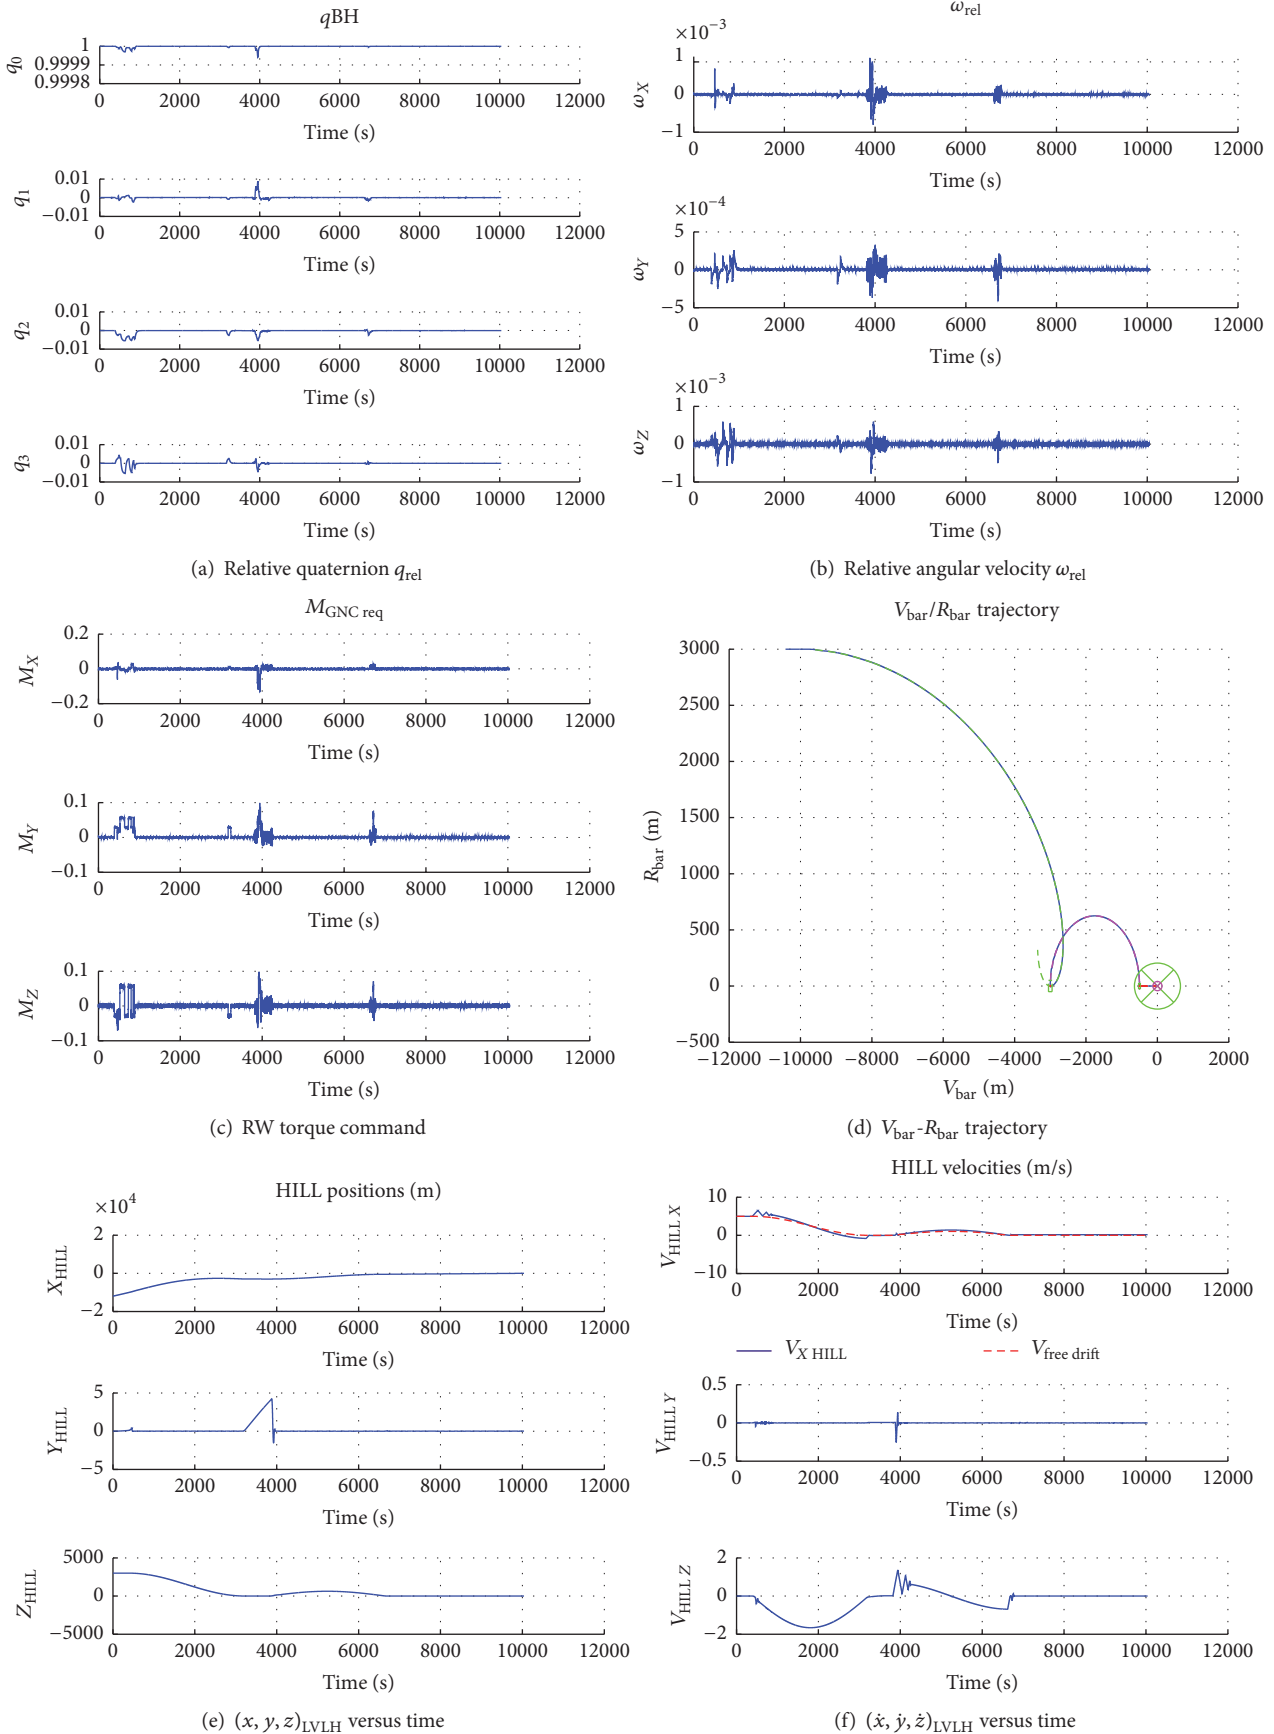 qBH
q0
1
0.9999
0.9998
0 2000 4000 6000 8000 10000 12000
Time (s)
q1
0.01
0
−0.01
0 2000 4000 6000 8000 10000 12000
Time (s)
q2
0.01
0
−0.01
0 2000 4000 6000 8000 10000 12000
Time (s)
q3
0.01
0
−0.01
0 2000 4000 6000 8000 10000 12000
Time (s)
(a) Relative quaternion qrel
ωrel
×10−3
ωX
1
0
−1
0 2000 4000 6000 8000 10000 12000
Time (s)
×10−4
ωY
5
0
−5
0 2000 4000 6000 8000 10000 12000
Time (s)
×10−3
ωZ
1
0
−1
0 2000 4000 6000 8000 10000 12000
Time (s)
(b) Relative angular velocity ωrel
MGNC req
MX
0.2
0
−0.2
0 2000 4000 6000 8000 10000 12000
Time (s)
MY
0.1
0
−0.1
0 2000 4000 6000 8000 10000 12000
Time (s)
MZ
0.1
0
−0.1
0 2000 4000 6000 8000 10000 12000
Time (s)
(c) RW torque command
Vbar/Rbar trajectory
Rbar (m)
3000
2500
2000
1500
1000
500
0
−500
−12000 −10000 −8000 −6000 −4000 −2000 0 2000
Vbar (m)
(d) Vbar-Rbar trajectory
HILL positions (m)
×104
XHILL
2
0
−2
0 2000 4000 6000 8000 10000 12000
Time (s)
YHILL
5
0
−5
0 2000 4000 6000 8000 10000 12000
Time (s)
ZHILL
5000
0
−5000
0 2000 4000 6000 8000 10000 12000
Time (s)
(e) (x, y, z)LVLH versus time
HILL velocities (m/s)
VHILL X
10
0
−10
0 2000 4000 6000 8000 10000 12000
Time (s)
VX HILL Vfree drift
VHILL Y
0.5
0
−0.5
0 2000 4000 6000 8000 10000 12000
Time (s)
VHILL Z
2
0
−2
0 2000 4000 6000 8000 10000 12000
Time (s)
(f) (ẋ, ẏ, ż)LVLH versus time